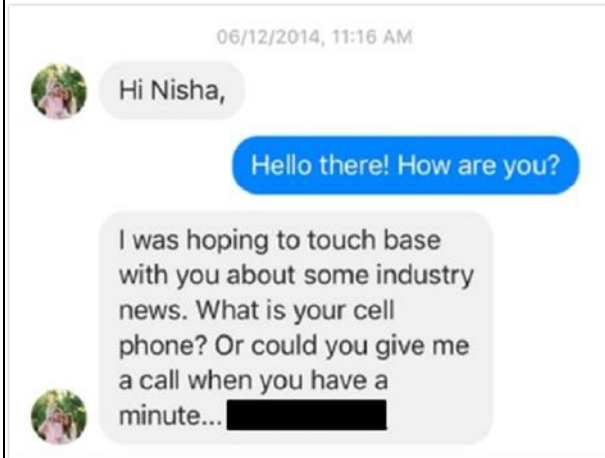 06/12/2014, 11:16 AM
Hi Nisha,
Hello there! How are you?
I was hoping to touch base
with you about some industry
news. What is your cell
phone? Or could you give me
a call when you have a
minute...